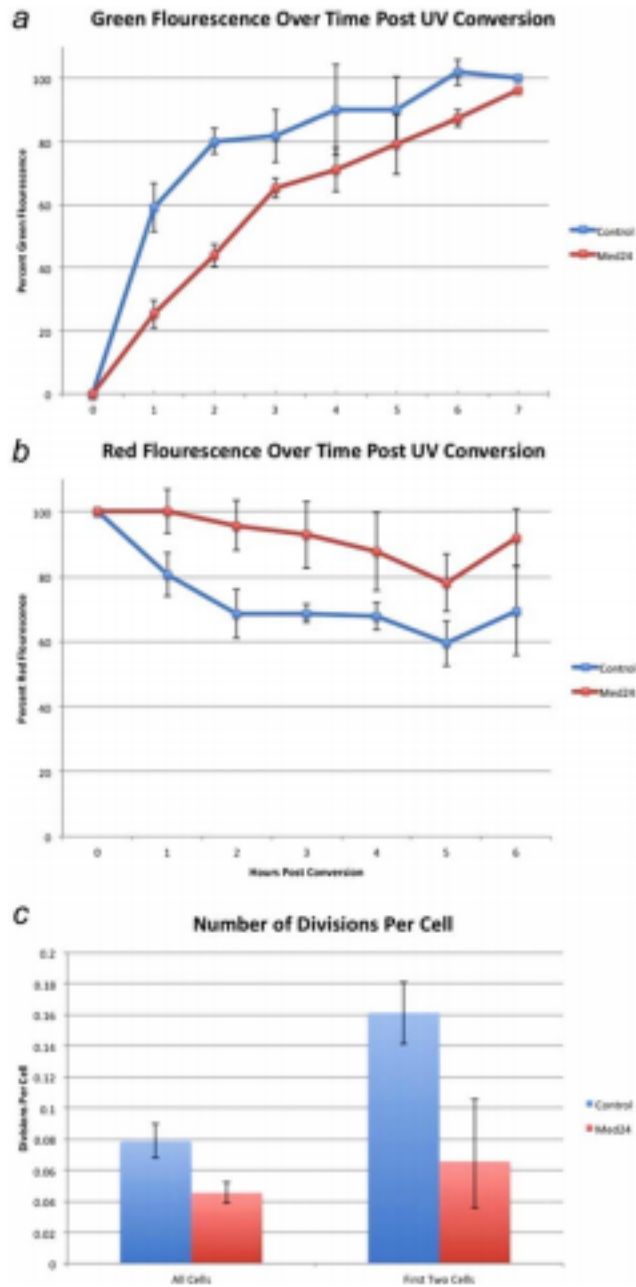 a
Green Flourescence Over Time Post UV Conversion
Percent Green Flourescence
100
80
60
40
20
0
0 1 2 3 4 5 6 7
Control
Med24
b
Red Flourescence Over Time Post UV Conversion
Percent Red Flourescence
100
80
60
40
20
0
0 1 2 3 4 5 6
Hours Post Conversion
Control
Med24
c
Number of Divisions Per Cell
Divisions Per Cell
0.2
0.18
0.16
0.14
0.12
0.1
0.08
0.06
0.04
0.02
0
All Cells First Two Cells
Control
Med24